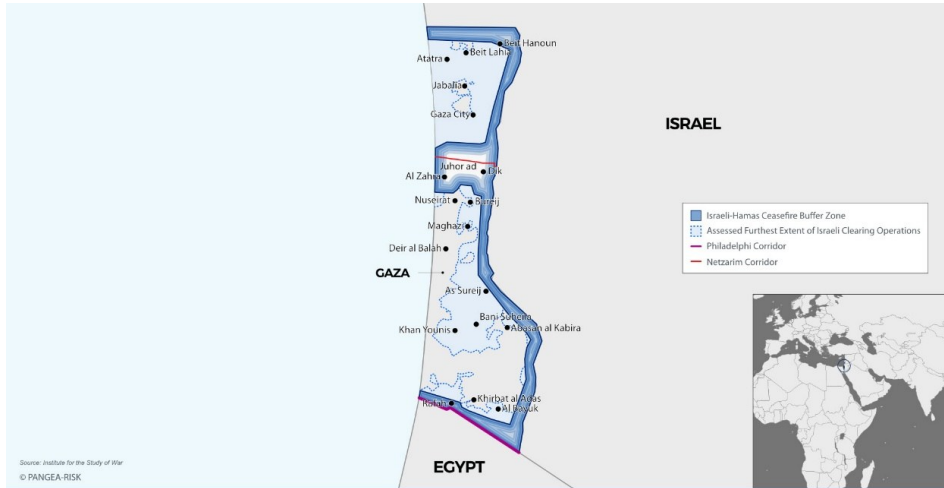 Beit Hanoun
Beit Lahia
Atatra
Jabalia
Gaza City
ISRAEL
Juhor ad
Dik
Al Zahra
Nuseirat
Bureij
Maghazi
Deir al Balah
GAZA
As Sureij
Bani Suheila
Khan Younis
Abasan al Kabira
Khirbat al Adas
Rafah
Al Bayuk
EGYPT
Israeli-Hamas Ceasefire Buffer Zone
Assessed Furthest Extent of Israeli Clearing Operations
Philadelphi Corridor
Netzarim Corridor
Source: Institute for the Study of War
© PANGEA-RISK